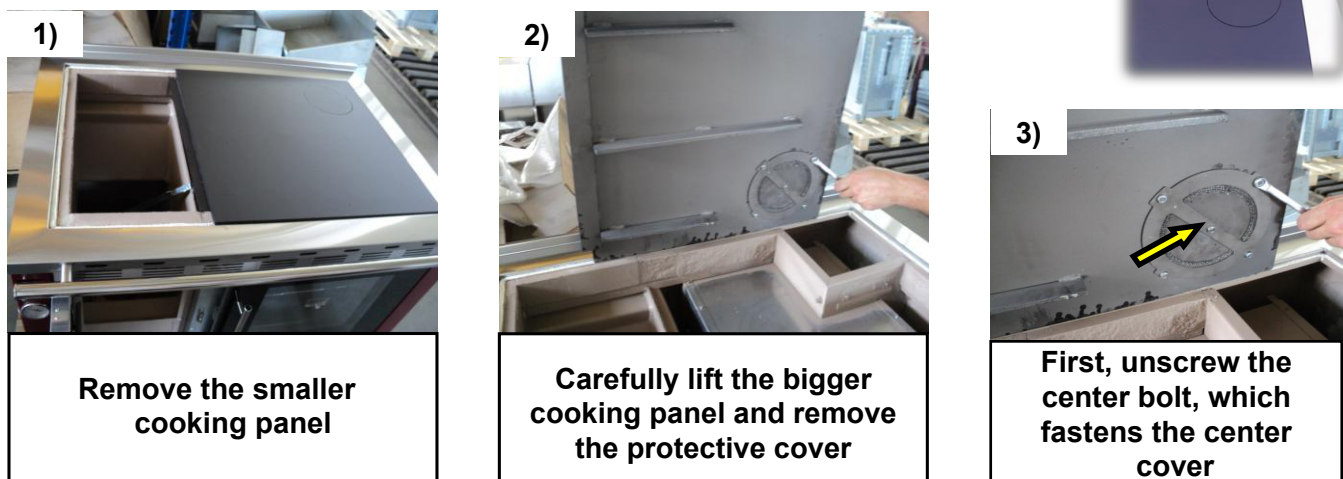 1)
Remove the smaller
cooking panel
2)
Carefully lift the bigger
cooking panel and remove
the protective cover
3)
First, unscrew the
center bolt, which
fastens the center
cover